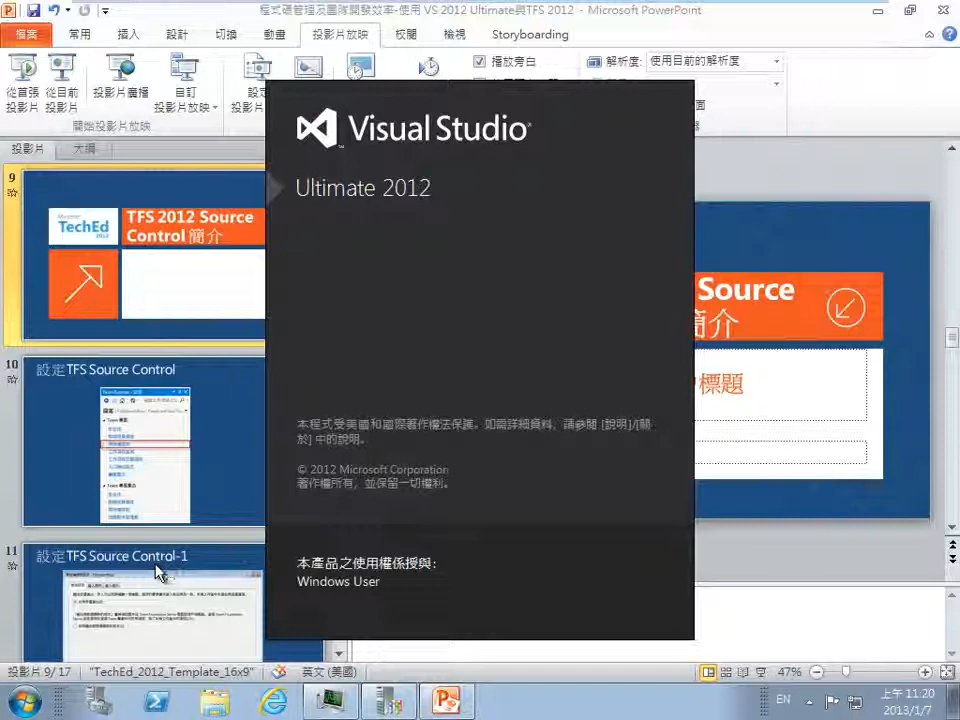 程式碼管理及團隊開發效率-使用 VS 2012 Ultimate與TFS 2012 - Microsoft PowerPoint
檔案 常用 插入 設計 切換 動畫 投影片放映 校閱 檢視 Storyboarding
從首張投影片
從目前投影片
投影片廣播
自訂投影片放映
播放旁白
解析度: 使用目前的解析度
開始投影片放映
投影片 大綱
9
TechEd
2012
TFS 2012 Source
Control 簡介
10
設定TFS Source Control
11
設定TFS Source Control-1
Visual Studio
Ultimate 2012
本程式受美國和國際著作權法保護。如需詳細資料，請參閱 [說明]/[關
於] 中的說明。
© 2012 Microsoft Corporation
著作權所有，並保留一切權利。
本產品之使用權係授與:
Windows User
Source
簡介
標題
投影片 9/17 "TechEd_2012_Template_16x9" 英文 (美國) 47%
EN
上午 11:20
2013/1/7